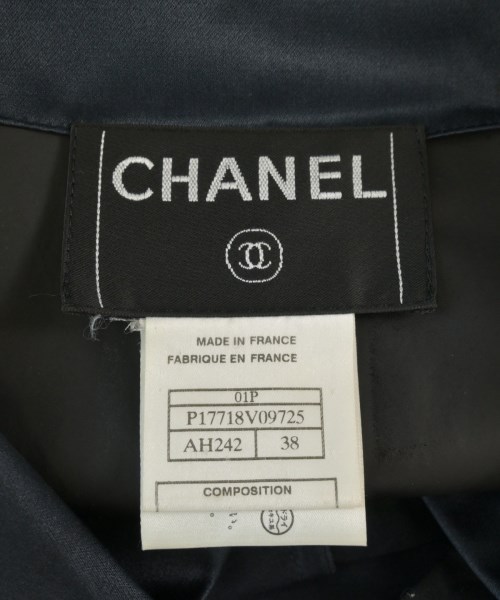 CHANEL
MADE IN FRANCE
FABRIQUE EN FRANCE
01P
P17718V09725
AH242 38
COMPOSITION